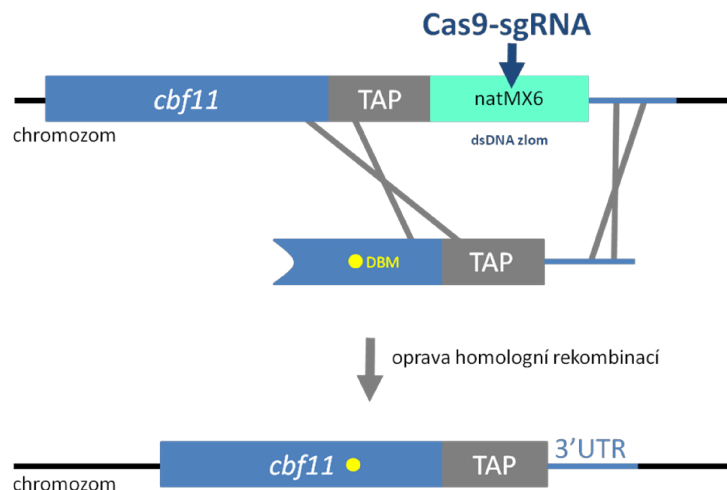 Cas9-sgRNA
cbf11
TAP
natMX6
chromozom
dsDNA zlom
DBM
TAP
oprava homologní rekombinací
3’UTR
cbf11
TAP
chromozom